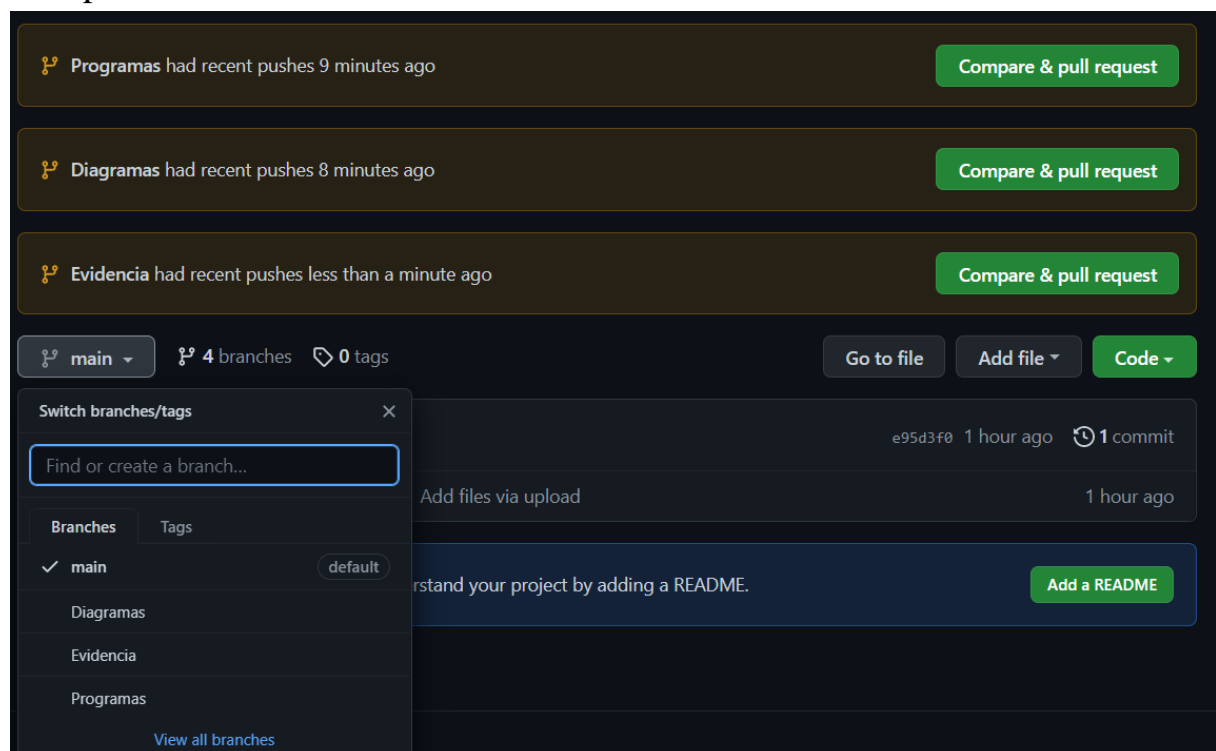 Programas had recent pushes 9 minutes ago
Compare & pull request
Diagramas had recent pushes 8 minutes ago
Compare & pull request
Evidencia had recent pushes less than a minute ago
Compare & pull request
main 4 branches 0 tags Go to file Add file Code
Switch branches/tags
e95d3f0 1 hour ago 1 commit
Find or create a branch...
Add files via upload 1 hour ago
Branches Tags
main default
rstand your project by adding a README. Add a README
Diagramas
Evidencia
Programas
View all branches